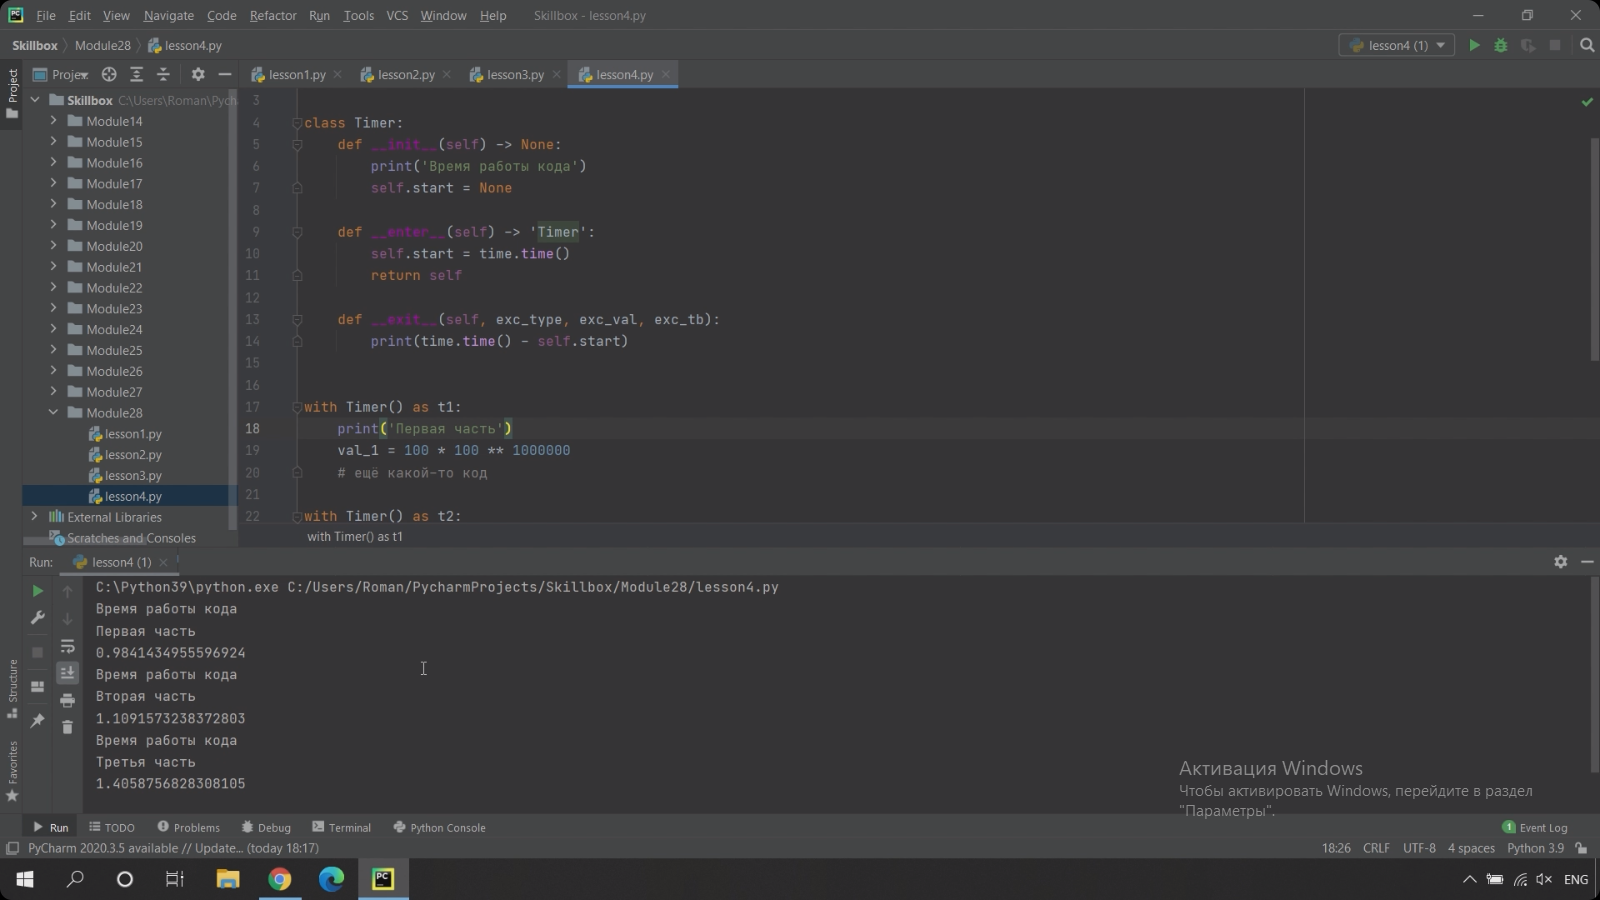 File Edit View Navigate Code Refactor Run Tools VCS Window Help Skillbox - lesson4.py
Skillbox Module28 lesson4.py lesson4 (1)
Project lesson1.py lesson2.py lesson3.py lesson4.py
Project
Skillbox C:\Users\Roman\Pych
Module14
Module15
Module16
Module17
Module18
Module19
Module20
Module21
Module22
Module23
Module24
Module25
Module26
Module27
Module28
lesson1.py
lesson2.py
lesson3.py
lesson4.py
External Libraries
Scratches and Consoles
3
4 class Timer:
5 def __init__(self) -> None:
6 print('Время работы кода')
7 self.start = None
8
9 def __enter__(self) -> 'Timer':
10 self.start = time.time()
11 return self
12
13 def __exit__(self, exc_type, exc_val, exc_tb):
14 print(time.time() - self.start)
15
16
17 with Timer() as t1:
18 print('Первая часть')
19 val_1 = 100 * 100 ** 1000000
20 # ещё какой-то код
21
22 with Timer() as t2:
with Timer() as t1
Run: lesson4 (1)
C:\Python39\python.exe C:/Users/Roman/PycharmProjects/Skillbox/Module28/lesson4.py
Время работы кода
Первая часть
0.9841434955596924
Время работы кода
Вторая часть
1.1091573238372803
Время работы кода
Третья часть
1.4058756828308105
Structure
Favorites
Активация Windows
Чтобы активировать Windows, перейдите в раздел
"Параметры".
Run TODO Problems Debug Terminal Python Console 1 Event Log
PyCharm 2020.3.5 available // Update... (today 18:17) 18:26 CRLF UTF-8 4 spaces Python 3.9
PC ENG